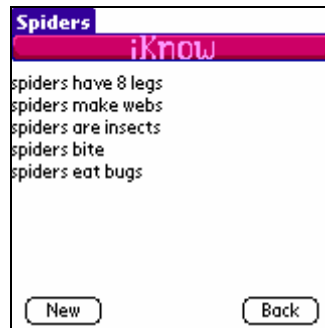 Spiders
iKnow
spiders have 8 legs
spiders make webs
spiders are insects
spiders bite
spiders eat bugs
New
Back